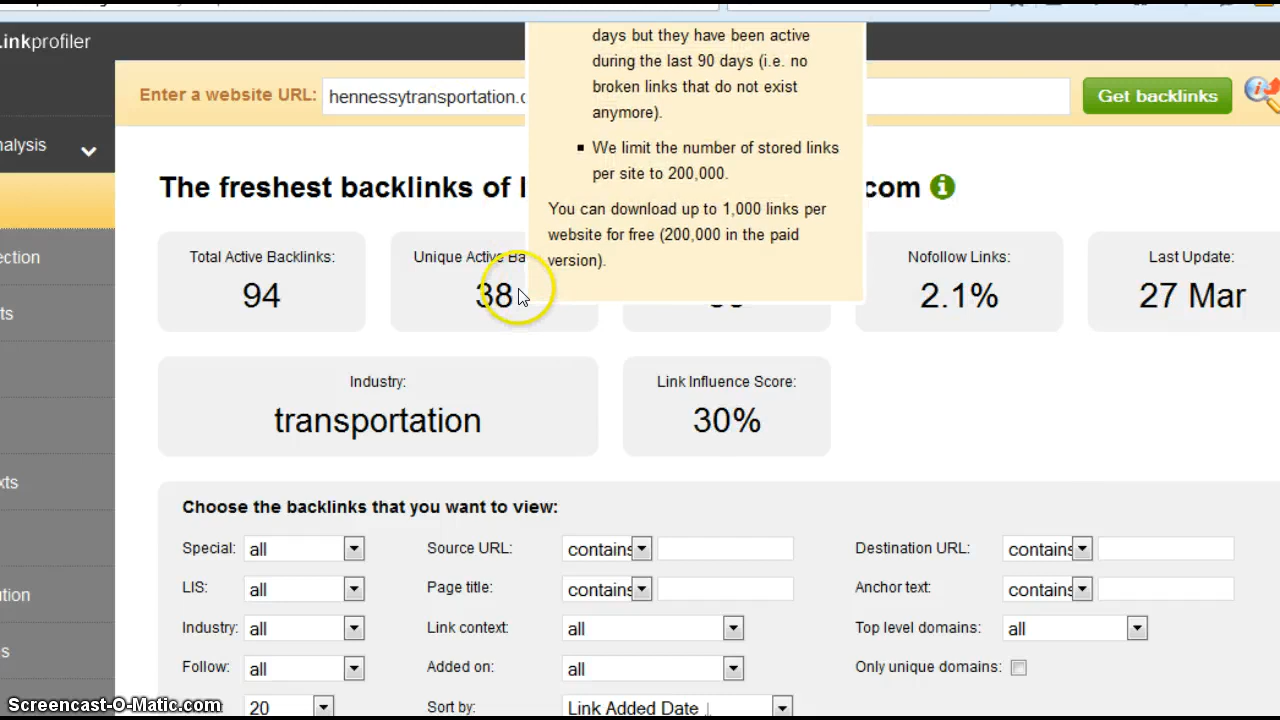 .inkprofiler
days but they have been active
during the last 90 days (i.e. no
broken links that do not exist
anymore).
We limit the number of stored links
per site to 200,000.
You can download up to 1,000 links per
website for free (200,000 in the paid
version).
Enter a website URL:
hennessytransportation.c
Get backlinks
nalysis
The freshest backlinks of
com
ection
Total Active Backlinks:
94
Unique Active Ba
38
Nofollow Links:
2.1%
Last Update:
27 Mar
ts
Industry:
transportation
Link Influence Score:
30%
xts
Choose the backlinks that you want to view:
Special: all
Source URL: contains
Destination URL: contains
LIS: all
Page title: contains
Anchor text: contains
ution
Industry: all
Link context: all
Top level domains: all
s
Follow: all
Added on: all
Only unique domains:
20
Sort by: Link Added Date
Screencast-O-Matic.com